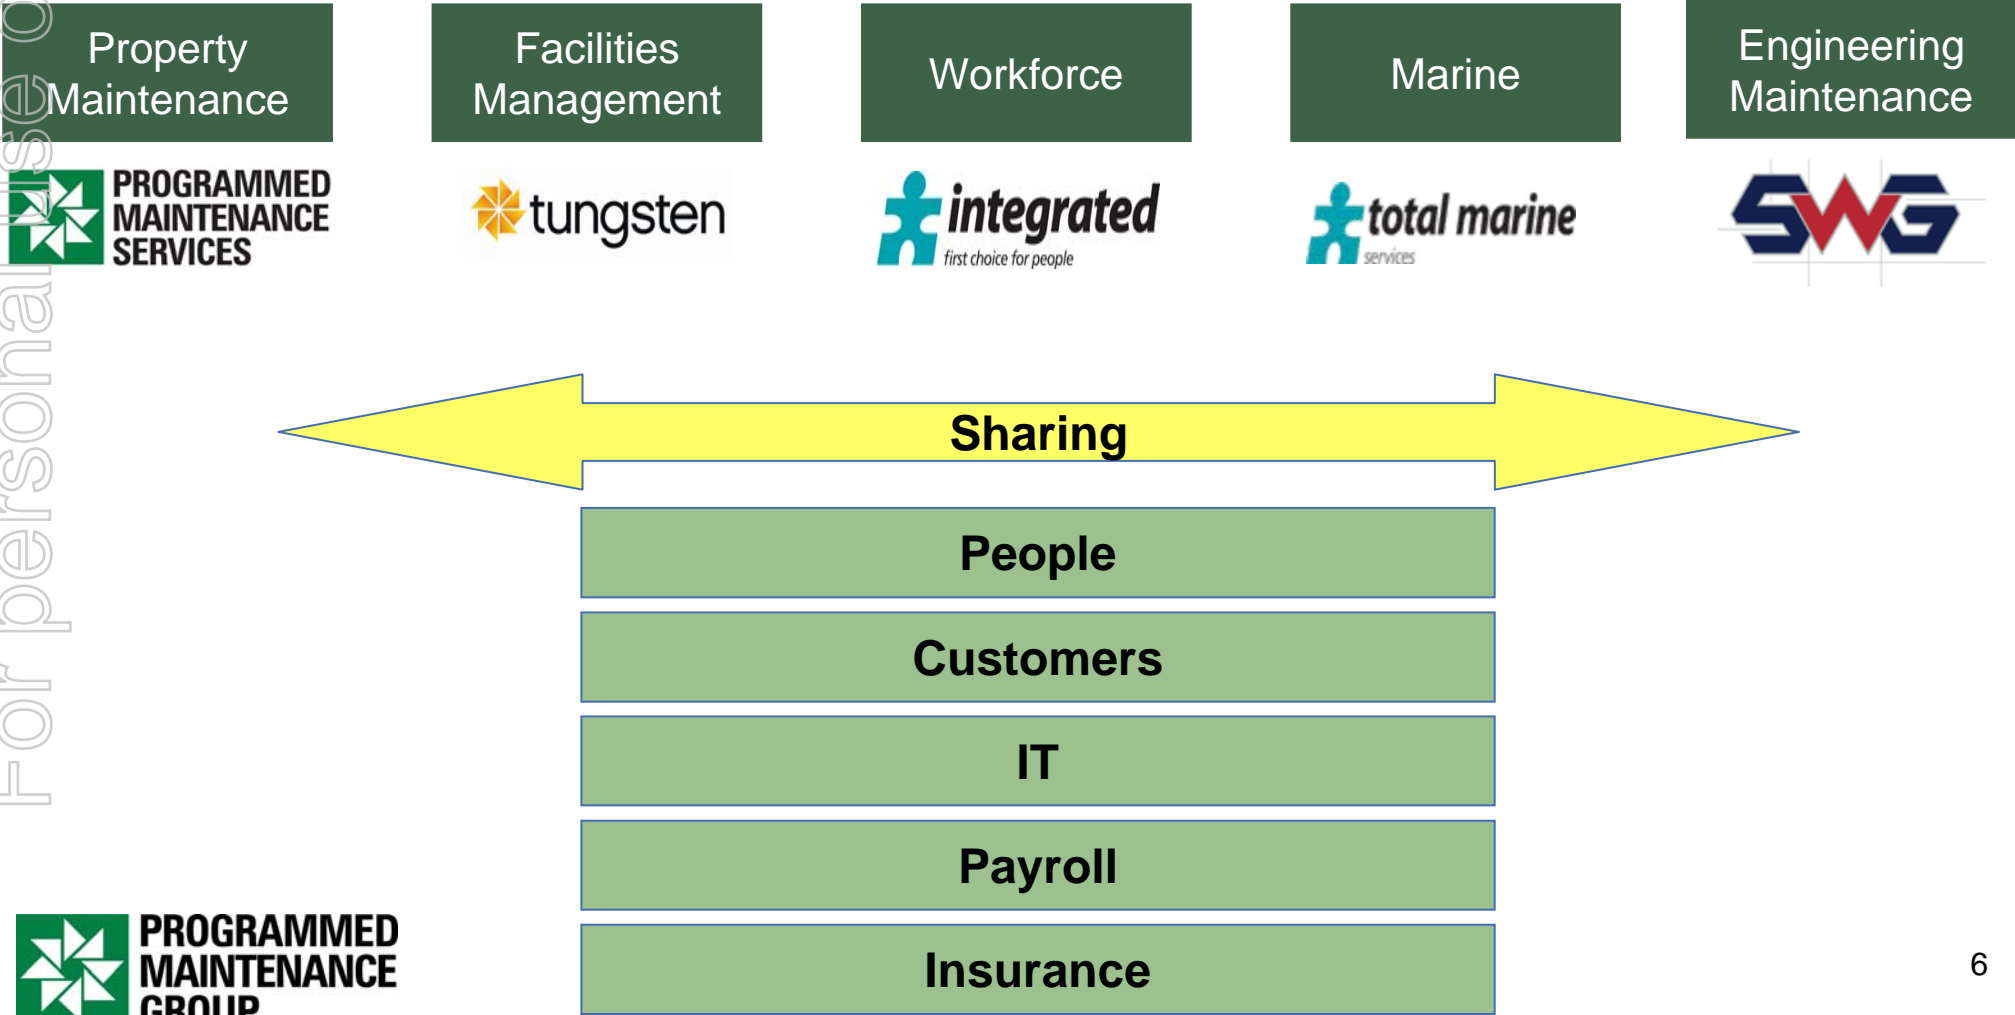 Property
Maintenance
Facilities
Management
Workforce
Marine
Engineering
Maintenance
PROGRAMMED
MAINTENANCE
SERVICES
tungsten
integrated
first choice for people
total marine
services
SWG
Sharing
People
Customers
IT
Payroll
Insurance
PROGRAMMED
MAINTENANCE
GROUP
6
For personal use o